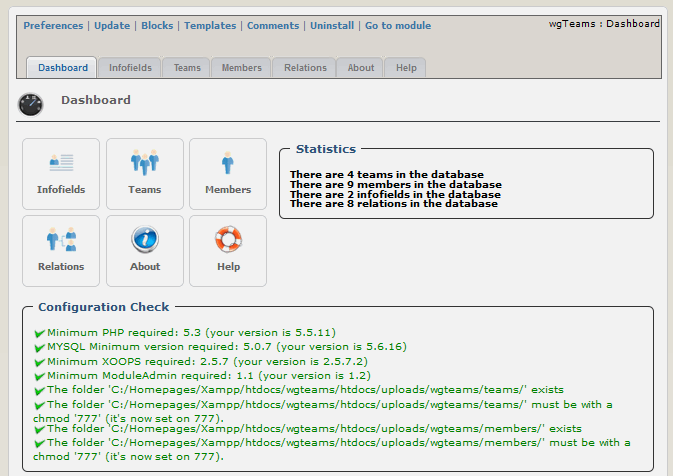 Preferences | Update | Blocks | Templates | Comments | Uninstall | Go to module
wgTeams : Dashboard
Dashboard Infofields Teams Members Relations About Help
Dashboard
Infofields Teams Members
Relations About Help
Statistics
There are 4 teams in the database
There are 9 members in the database
There are 2 infofields in the database
There are 8 relations in the database
Configuration Check
Minimum PHP required: 5.3 (your version is 5.5.11)
MYSQL Minimum version required: 5.0.7 (your version is 5.6.16)
Minimum XOOPS required: 2.5.7 (your version is 2.5.7.2)
Minimum ModuleAdmin required: 1.1 (your version is 1.2)
The folder 'C:/Homepages/Xampp/htdocs/wgteams/htdocs/uploads/wgteams/teams/' exists
The folder 'C:/Homepages/Xampp/htdocs/wgteams/htdocs/uploads/wgteams/teams/' must be with a
chmod '777' (it's now set on 777).
The folder 'C:/Homepages/Xampp/htdocs/wgteams/htdocs/uploads/wgteams/members/' exists
The folder 'C:/Homepages/Xampp/htdocs/wgteams/htdocs/uploads/wgteams/members/' must be with a
chmod '777' (it's now set on 777).